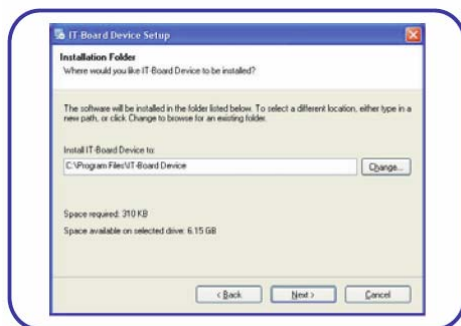 IT-Board Device Setup
Installation Folder
Where would you like IT-Board Device to be installed?
The software will be installed in the folder listed below. To select a different location, either type in a
new path, or click Change to browse for an existing folder.
Install IT-Board Device to:
C:\Program Files\IT-Board Device
Change...
Space required: 310 KB
Space available on selected drive: 6.15 GB
< Back
Next >
Cancel